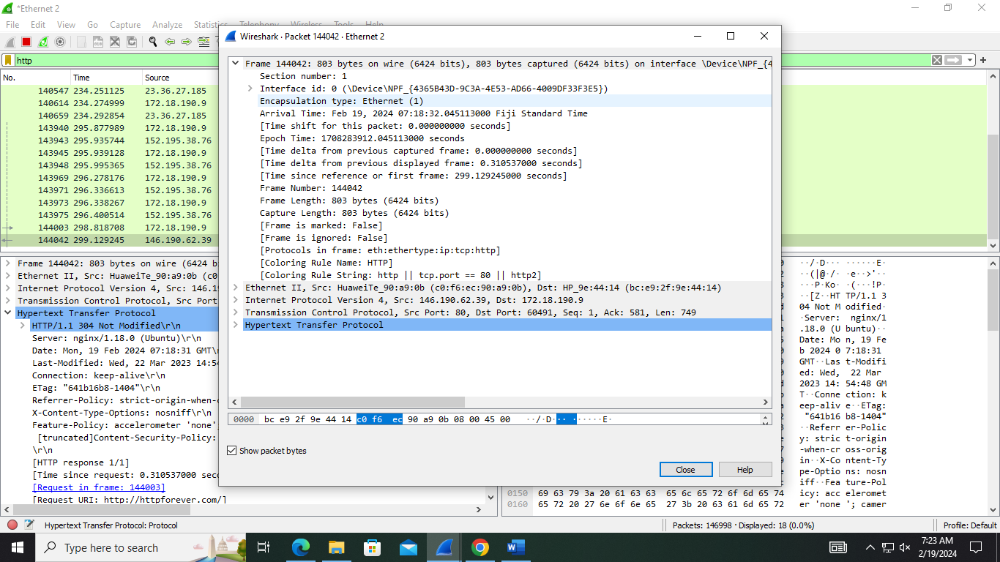 *Ethernet 2
File Edit View Go Capture Analyze Statistics Telephony Wireless Tools Help
http
No. Time Source
140547 234.251125 23.36.27.185
140614 234.274999 172.18.190.9
140659 234.292854 23.36.27.185
143940 295.877989 172.18.190.9
143943 295.935744 152.195.38.76
143945 295.939128 172.18.190.9
143948 295.995365 152.195.38.76
143969 296.278176 172.18.190.9
143971 296.336613 152.195.38.76
143973 296.338267 172.18.190.9
143975 296.400514 152.195.38.76
144003 298.818708 172.18.190.9
144042 299.129245 146.190.62.39
Frame 144042: 803 bytes on wire (6424 b
Ethernet II, Src: HuaweiTe_90:a9:0b (c0
Internet Protocol Version 4, Src: 146.1
Transmission Control Protocol, Src Port
Hypertext Transfer Protocol
HTTP/1.1 304 Not Modified\r\n
Server: nginx/1.18.0 (Ubuntu)\r\n
Date: Mon, 19 Feb 2024 07:18:31 GMT\
Last-Modified: Wed, 22 Mar 2023 14:54
Connection: keep-alive\r\n
ETag: "641b16b8-1404"\r\n
Referrer-Policy: strict-origin-when-
X-Content-Type-Options: nosniff\r\n
Feature-Policy: accelerometer 'none'
[truncated]Content-Security-Policy:
\r\n
[HTTP response 1/1]
[Time since request: 0.310537000 seco
[Request in frame: 144003]
[Request URI: http://httpforever.com/]
Wireshark · Packet 144042 · Ethernet 2
Frame 144042: 803 bytes on wire (6424 bits), 803 bytes captured (6424 bits) on interface \Device\NPF_{4
Section number: 1
Interface id: 0 (\Device\NPF_{4365B43D-9C3A-4E53-AD66-4009DF33F3E5})
Encapsulation type: Ethernet (1)
Arrival Time: Feb 19, 2024 07:18:32.045113000 Fiji Standard Time
[Time shift for this packet: 0.000000000 seconds]
Epoch Time: 1708283912.045113000 seconds
[Time delta from previous captured frame: 0.000000000 seconds]
[Time delta from previous displayed frame: 0.310537000 seconds]
[Time since reference or first frame: 299.129245000 seconds]
Frame Number: 144042
Frame Length: 803 bytes (6424 bits)
Capture Length: 803 bytes (6424 bits)
[Frame is marked: False]
[Frame is ignored: False]
[Protocols in frame: eth:ethertype:ip:tcp:http]
[Coloring Rule Name: HTTP]
[Coloring Rule String: http || tcp.port == 80 || http2]
Ethernet II, Src: HuaweiTe_90:a9:0b (c0:f6:ec:90:a9:0b), Dst: HP_9e:44:14 (bc:e9:2f:9e:44:14)
Internet Protocol Version 4, Src: 146.190.62.39, Dst: 172.18.190.9
Transmission Control Protocol, Src Port: 80, Dst Port: 60491, Seq: 1, Ack: 581, Len: 749
Hypertext Transfer Protocol
0000 bc e9 2f 9e 44 14 c0 f6 ec 90 a9 0b 08 00 45 00 ··/·D··· ······E·
Show packet bytes
Close Help
··/·D··· ······E·
·(|@·/· ·e··>'··
··P·Ko· ·(···!P·
··[Z··HT TP/1.1 3
04 Not M odified·
·Server: nginx/1
.18.0 (U buntu)··
Date: Mo n, 19 Fe
b 2024 0 7:18:31
GMT··Las t-Modifi
ed: Wed, 22 Mar
2023 14: 54:48 GM
T··Conne ction: k
eep-aliv e··ETag:
"641b16 b8-1404"
··Referr er-Polic
y: stric t-origin
-when-cr oss-orig
in··X-Co ntent-Ty
pe-Optio ns: nosn
iff··Fea ture-Pol
0150 69 63 79 3a 20 61 63 63 65 6c 65 72 6f 6d 65 74 icy: acc eleromet
0160 65 72 20 27 6e 6f 6e 65 27 3b 20 63 61 6d 65 72 er 'none '; camer
Hypertext Transfer Protocol: Protocol Packets: 146998 · Displayed: 18 (0.0%) Profile: Default
Type here to search
7:23 AM
2/19/2024